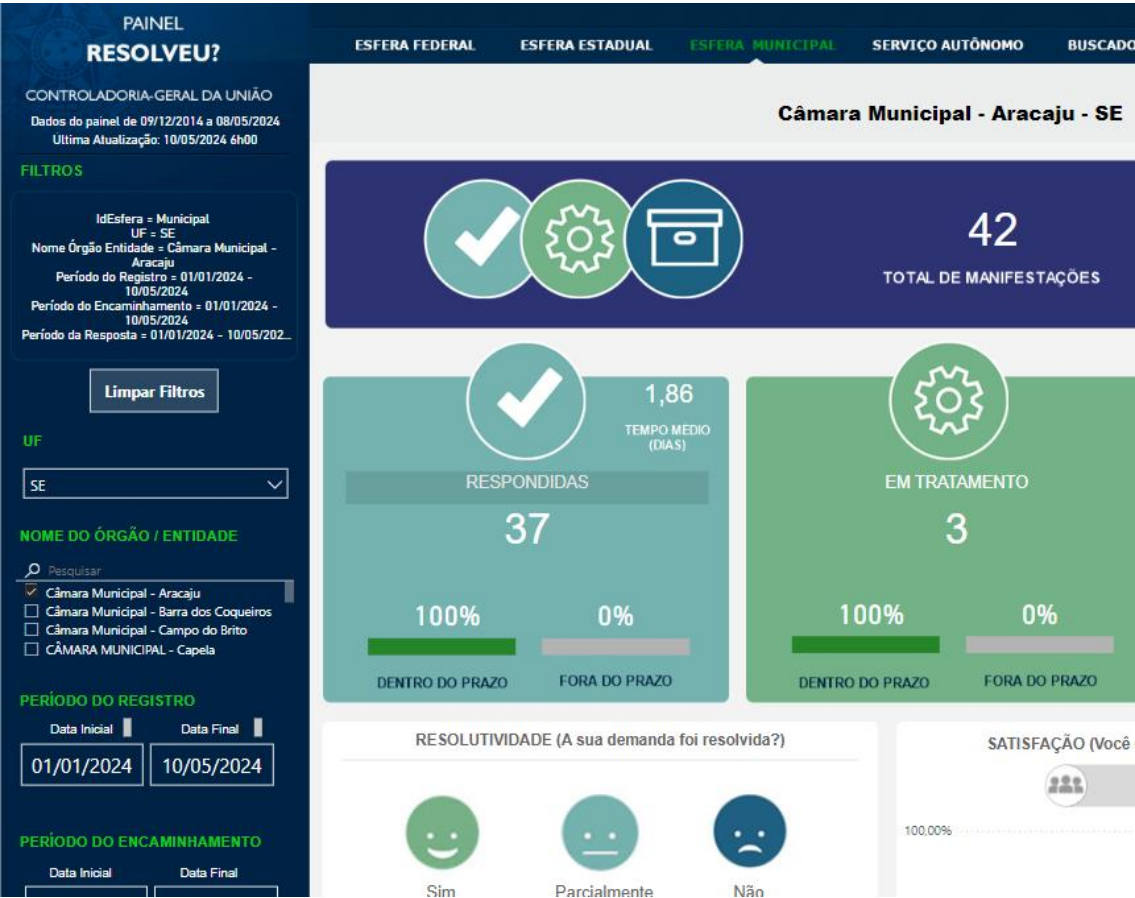 PAINEL
RESOLVEU?
CONTROLADORIA-GERAL DA UNIÃO
Dados do painel de 09/12/2014 a 08/05/2024
Última Atualização: 10/05/2024 6h00
FILTROS
IdEsfera = Municipal
UF = SE
Nome Órgão Entidade = Câmara Municipal -
Aracaju
Período do Registro = 01/01/2024 -
10/05/2024
Período do Encaminhamento = 01/01/2024 -
10/05/2024
Período da Resposta = 01/01/2024 - 10/05/202...
Limpar Filtros
UF
SE
NOME DO ÓRGÃO / ENTIDADE
Pesquisar
Câmara Municipal - Aracaju
Câmara Municipal - Barra dos Coqueiros
Câmara Municipal - Campo do Brito
CÂMARA MUNICIPAL - Capela
PERÍODO DO REGISTRO
Data Inicial Data Final
01/01/2024 10/05/2024
PERÍODO DO ENCAMINHAMENTO
Data Inicial Data Final
ESFERA FEDERAL ESFERA ESTADUAL ESFERA MUNICIPAL SERVIÇO AUTÔNOMO BUSCADO
Câmara Municipal - Aracaju - SE
42
TOTAL DE MANIFESTAÇÕES
1,86
TEMPO MÉDIO
(DIAS)
RESPONDIDAS
37
100% 0%
DENTRO DO PRAZO FORA DO PRAZO
EM TRATAMENTO
3
100% 0%
DENTRO DO PRAZO FORA DO PRAZO
RESOLUTIVIDADE (A sua demanda foi resolvida?)
Sim Parcialmente Não
SATISFAÇÃO (Você
100,00%